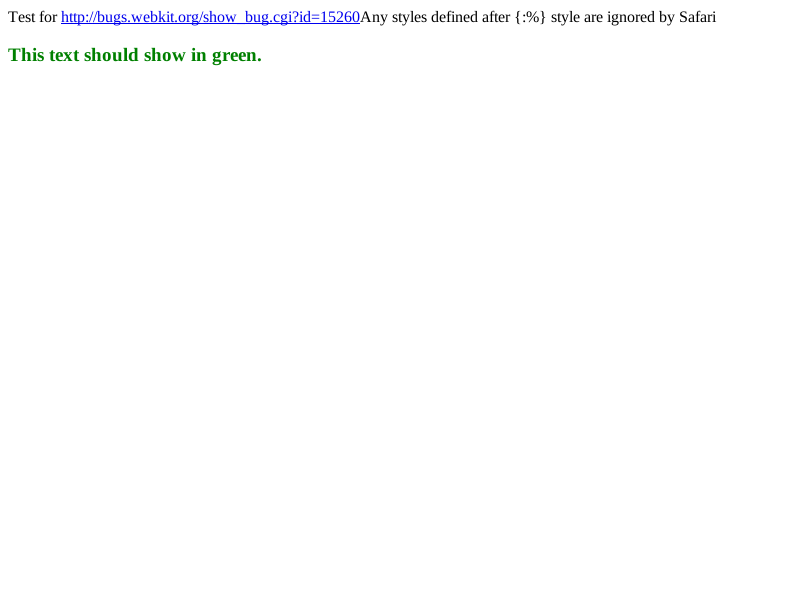 Test for http://bugs.webkit.org/show_bug.cgi?id=15260Any styles defined after {:%} style are ignored by Safari
This text should show in green.